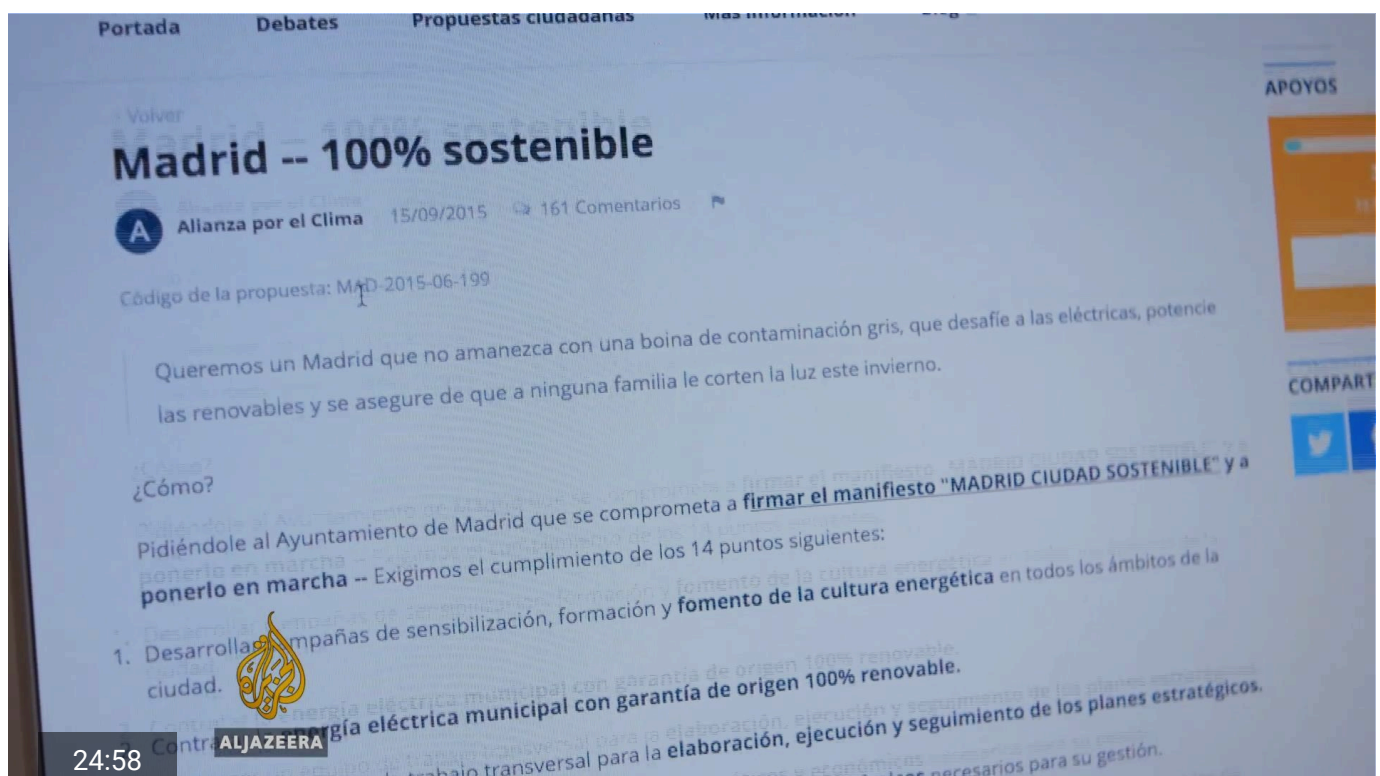 Portada Debates Propuestas ciudadanas Más información
APOYOS
Volver
Madrid -- 100% sostenible
A Alianza por el Clima 15/09/2015 161 Comentarios
Código de la propuesta: MAD-2015-06-199
Queremos un Madrid que no amanezca con una boina de contaminación gris, que desafíe a las eléctricas, potencie
las renovables y se asegure de que a ninguna familia le corten la luz este invierno.
COMPART
¿Cómo?
Pidiéndole al Ayuntamiento de Madrid que se comprometa a firmar el manifiesto "MADRID CIUDAD SOSTENIBLE" y a
ponerlo en marcha -- Exigimos el cumplimiento de los 14 puntos siguientes:
1. Desarrolla mpañas de sensibilización, formación y fomento de la cultura energética en todos los ámbitos de la
ciudad.
Contra rgía eléctrica municipal con garantía de origen 100% renovable.
trabajo transversal para la elaboración, ejecución y seguimiento de los planes estratégicos.
necesarios para su gestión.
ALJAZEERA
24:58